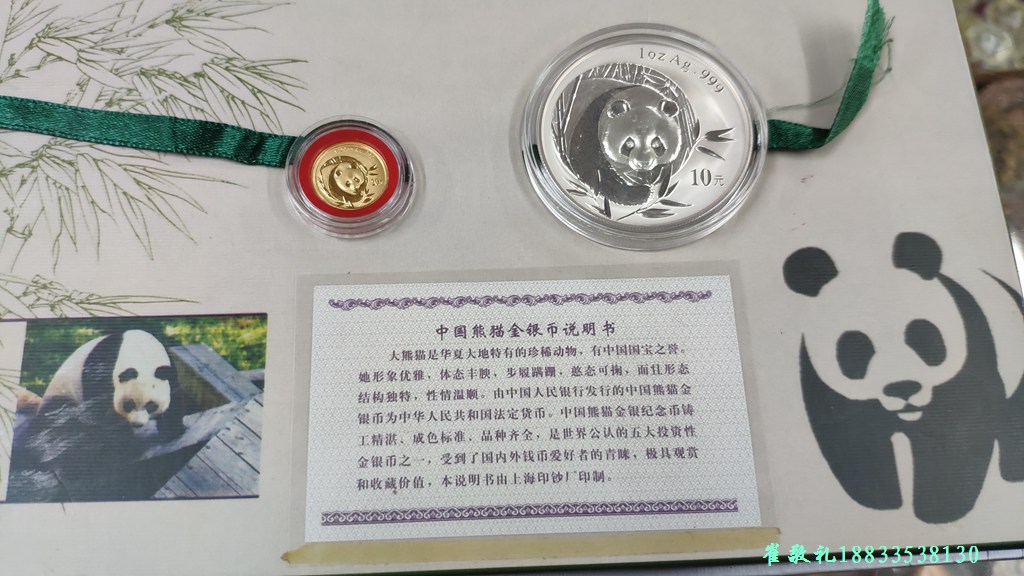 1oz Ag .999
10元
中国熊猫金银币说明书
大熊猫是华夏大地特有的珍稀动物，有中国国宝之誉。
她形象优雅，体态丰腴，步履蹒跚，憨态可掬，而且形态
结构独特，性情温顺。由中国人民银行发行的中国熊猫金
银币为中华人民共和国法定货币。中国熊猫金银纪念币铸
工精湛、成色标准、品种齐全，是世界公认的五大投资性
金银币之一，受到了国内外钱币爱好者的青睐，极具观赏
和收藏价值，本说明书由上海印钞厂印制。
崔敬礼18833538130